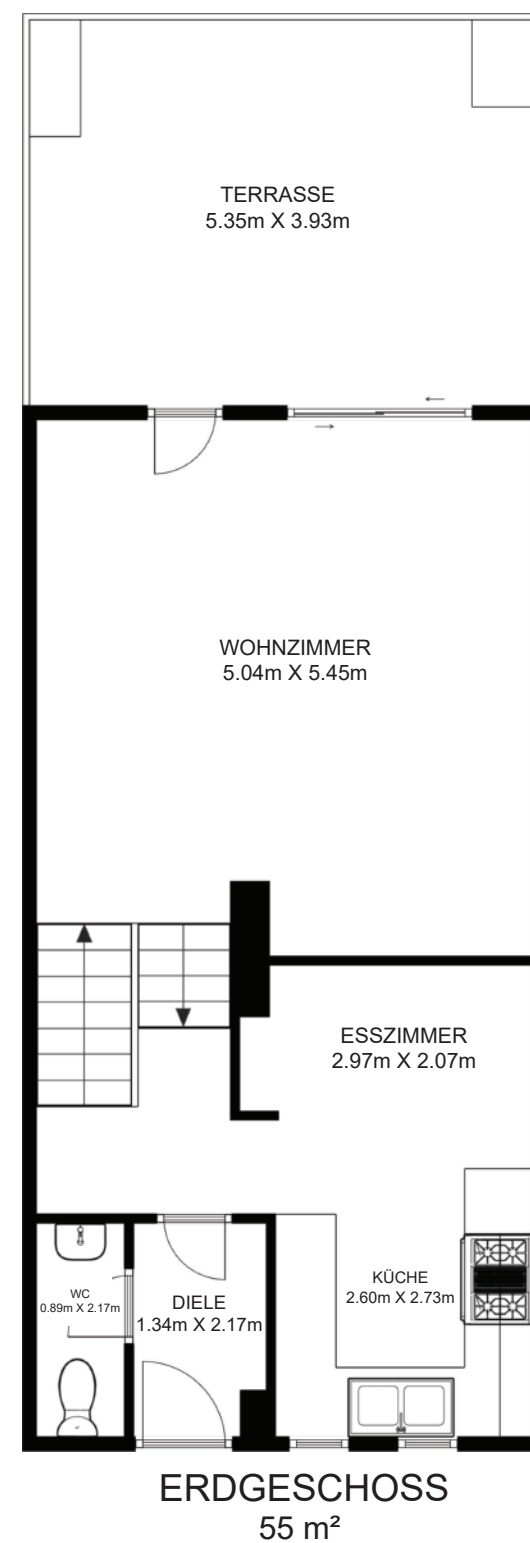 TERRASSE
5.35m X 3.93m
WOHNZIMMER
5.04m X 5.45m
ESSZIMMER
2.97m X 2.07m
WC
0.89m X 2.17m
DIELE
1.34m X 2.17m
KÜCHE
2.60m X 2.73m
ERDGESCHOSS
55 m²